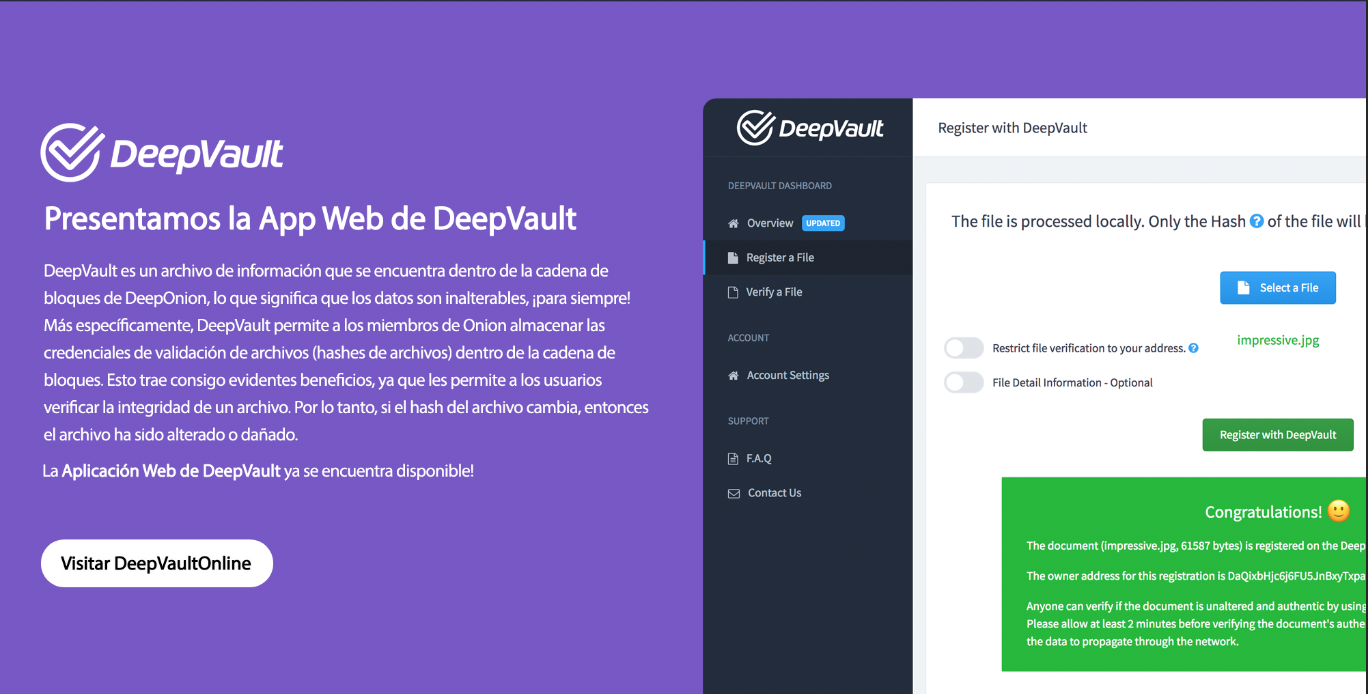 DeepVault
Presentamos la App Web de DeepVault
DeepVault es un archivo de información que se encuentra dentro de la cadena de
bloques de DeepOnion, lo que significa que los datos son inalterables, ¡para siempre!
Más específicamente, DeepVault permite a los miembros de Onion almacenar las
credenciales de validación de archivos (hashes de archivos) dentro de la cadena de
bloques. Esto trae consigo evidentes beneficios, ya que les permite a los usuarios
verificar la integridad de un archivo. Por lo tanto, si el hash del archivo cambia, entonces
el archivo ha sido alterado o dañado.
La Aplicación Web de DeepVault ya se encuentra disponible!
Visitar DeepVaultOnline
DeepVault
DEEPVAULT DASHBOARD
Overview UPDATED
Register a File
Verify a File
ACCOUNT
Account Settings
SUPPORT
F.A.Q
Contact Us
Register with DeepVault
The file is processed locally. Only the Hash ? of the file will
Select a File
impressive.jpg
Restrict file verification to your address. ?
File Detail Information - Optional
Register with DeepVault
Congratulations! 🙂
The document (impressive.jpg, 61587 bytes) is registered on the Deep
The owner address for this registration is DaQixbHjc6j6FU5JnBxyTxpa
Anyone can verify if the document is unaltered and authentic by using
Please allow at least 2 minutes before verifying the document's authe
the data to propagate through the network.